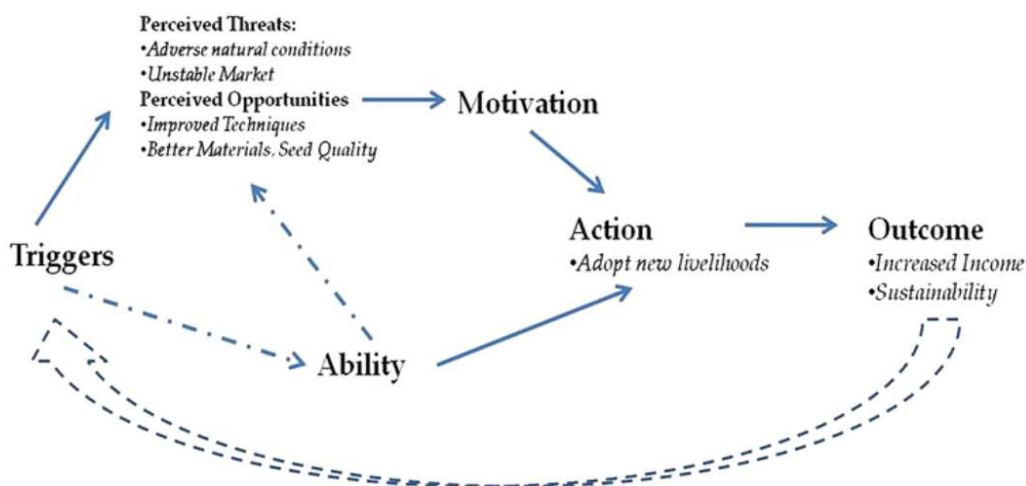 Perceived Threats:
•Adverse natural conditions
•Unstable Market
Perceived Opportunities
•Improved Techniques
•Better Materials, Seed Quality
Motivation
Triggers
Ability
Action
•Adopt new livelihoods
Outcome
•Increased Income
•Sustainability